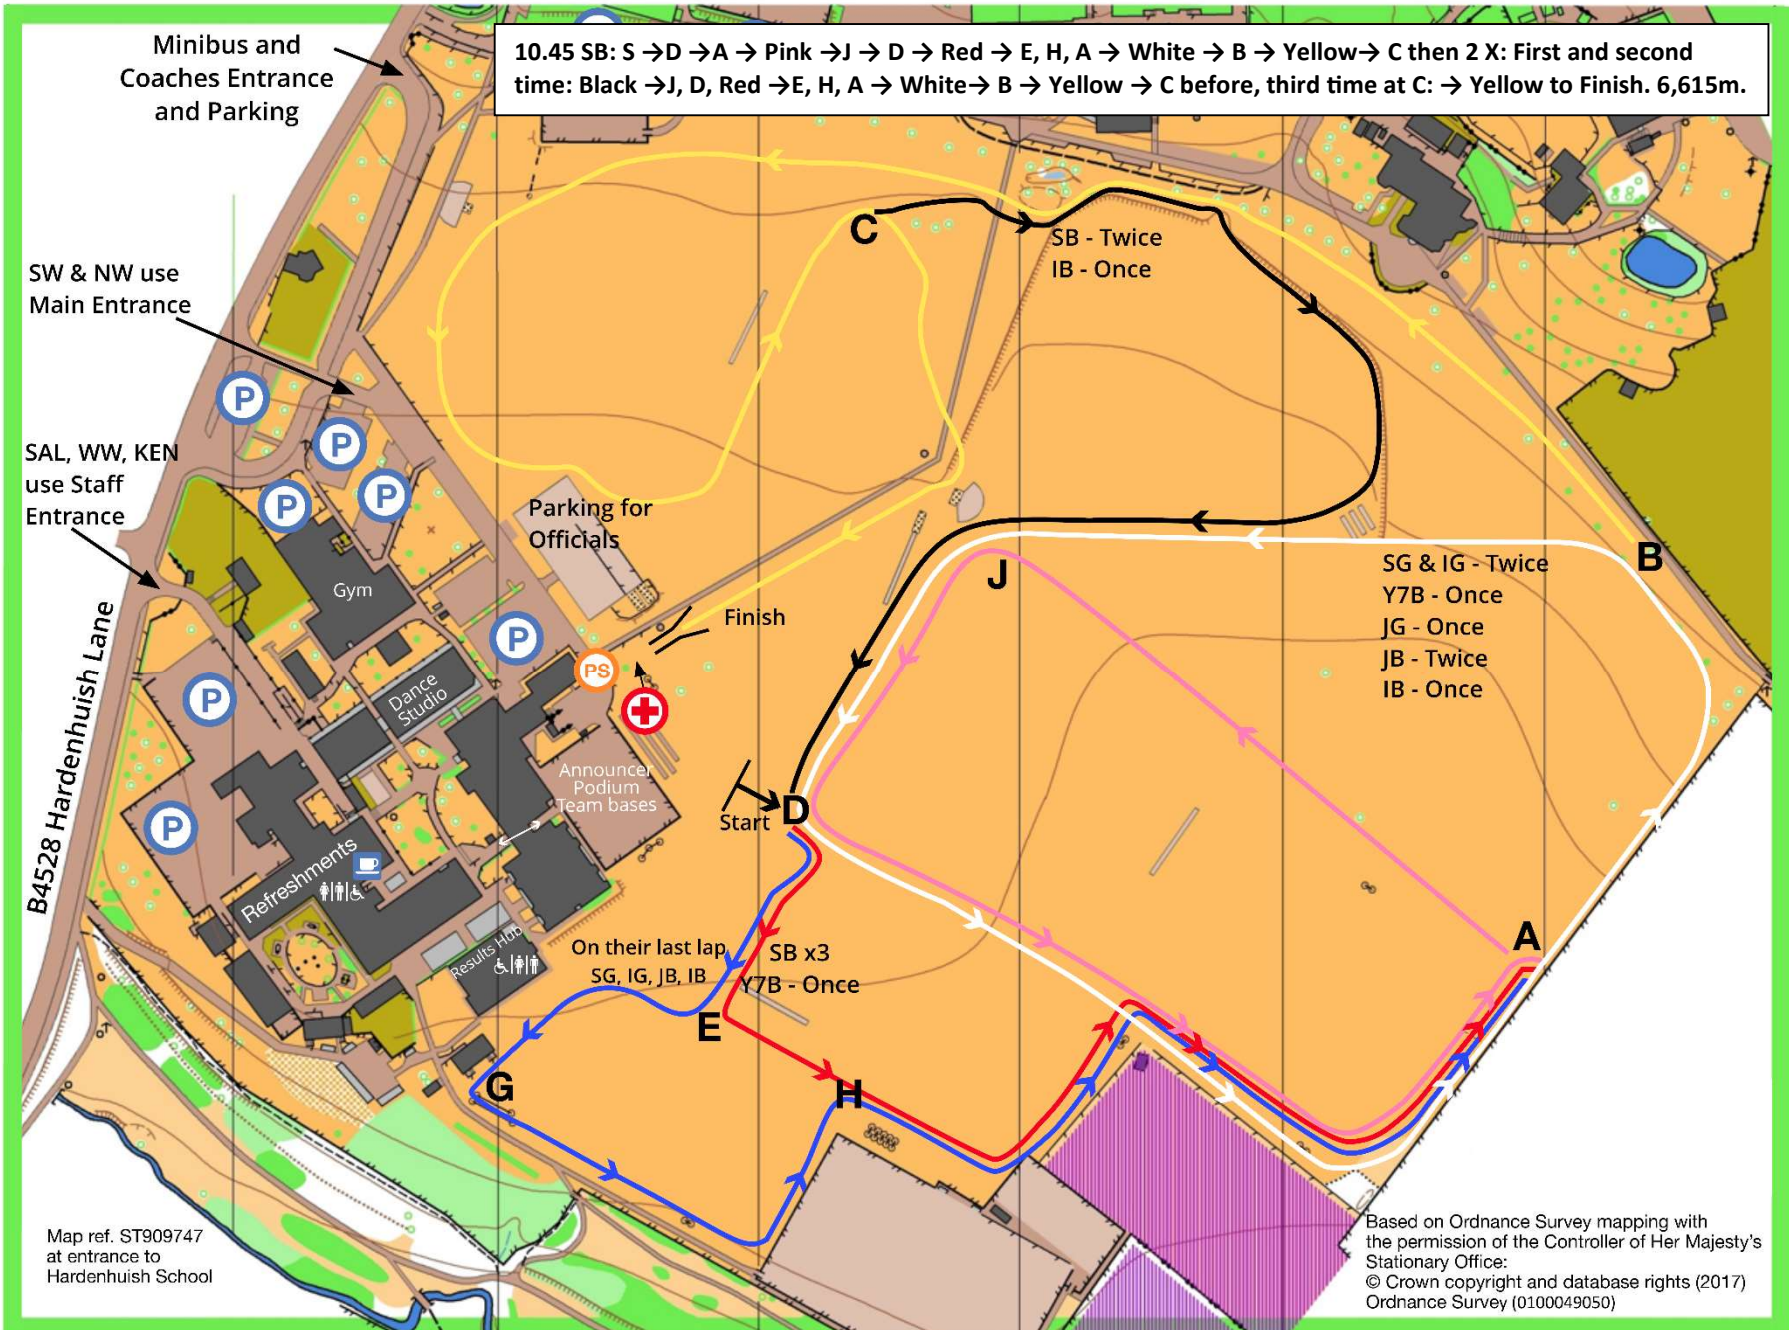 10.45 SB: S →D →A → Pink →J → D → Red → E, H, A → White → B → Yellow→ C then 2 X: First and second
time: Black →J, D, Red →E, H, A → White→ B → Yellow → C before, third time at C: → Yellow to Finish. 6,615m.
Minibus and
Coaches Entrance
and Parking
C
SB - Twice
IB - Once
SW & NW use
Main Entrance
P
P
P
P
SAL, WW, KEN
use Staff
Entrance
Parking for
Officials
B
J
SG & IG - Twice
Y7B - Once
JG - Once
JB - Twice
IB - Once
Gym
Finish
P
PS
P
Dance
Studio
B4528 Hardenhuish Lane
Announcer
Podium
Team bases
D
Start
P
Refreshments
Results Hub
A
On their last lap
SG, IG, JB, IB
SB x3
Y7B - Once
E
G
H
Map ref. ST909747
at entrance to
Hardenhuish School
Based on Ordnance Survey mapping with
the permission of the Controller of Her Majesty's
Stationary Office:
© Crown copyright and database rights (2017)
Ordnance Survey (0100049050)